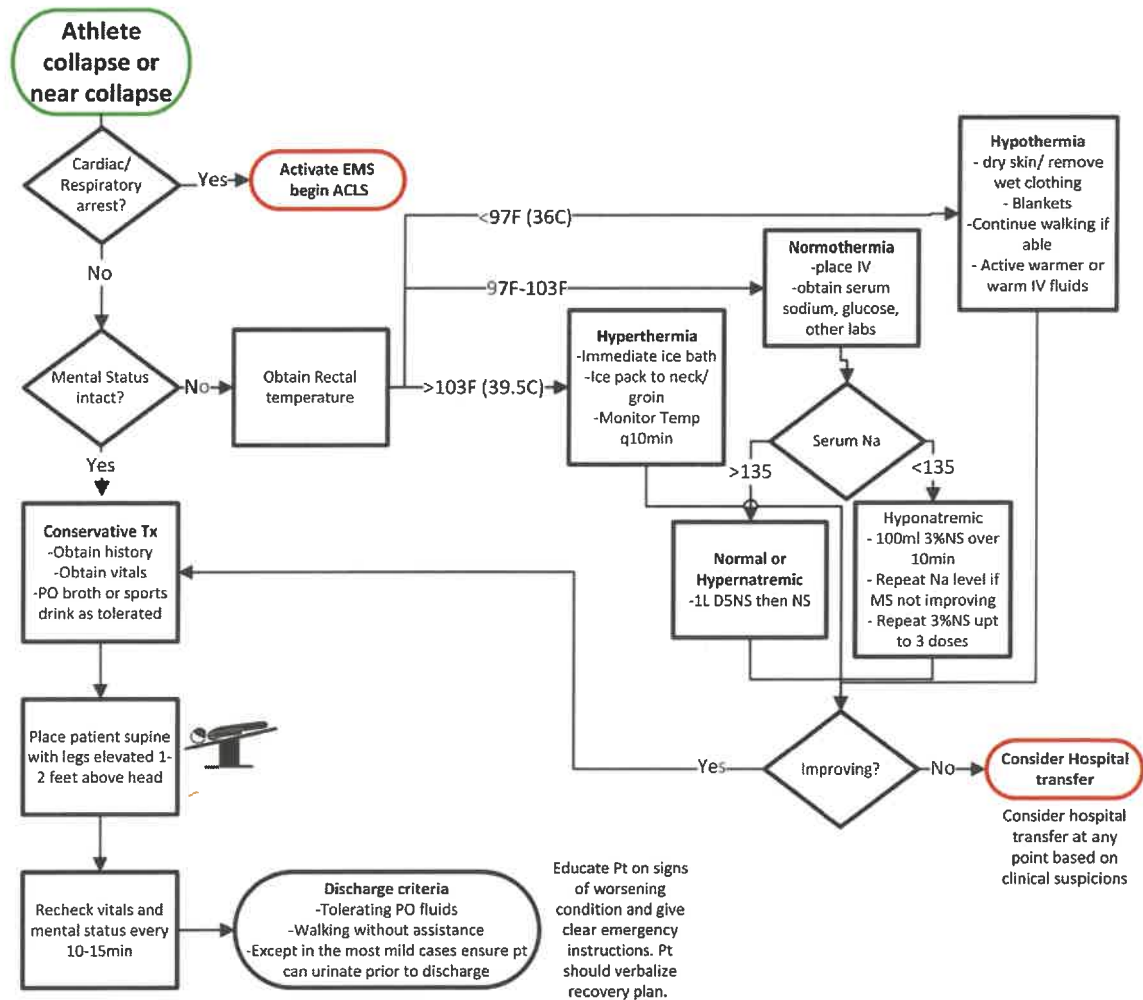 Athlete
collapse or
near collapse
Cardiac/
Respiratory
arrest?
Yes
Activate EMS
begin ACLS
No
Mental Status
intact?
No
Obtain Rectal
temperature
<97F (36C)
97F-103F
>103F (39.5C)
Hypothermia
- dry skin/ remove
wet clothing
- Blankets
-Continue walking if
able
- Active warmer or
warm IV fluids
Normothermia
-place IV
-obtain serum
sodium, glucose,
other labs
Hyperthermia
-Immediate ice bath
-Ice pack to neck/
groin
-Monitor Temp
q10min
Serum Na
>135
<135
Normal or
Hypernatremic
-1L D5NS then NS
Hyponatremic
- 100ml 3%NS over
10min
- Repeat Na level if
MS not improving
- Repeat 3%NS upt
to 3 doses
Yes
Conservative Tx
-Obtain history
-Obtain vitals
-PO broth or sports
drink as tolerated
Place patient supine
with legs elevated 1-
2 feet above head
Improving?
Yes
No
Consider Hospital
transfer
Consider hospital
transfer at any
point based on
clinical suspicions
Recheck vitals and
mental status every
10-15min
Discharge criteria
-Tolerating PO fluids
-Walking without assistance
-Except in the most mild cases ensure pt
can urinate prior to discharge
Educate Pt on signs
of worsening
condition and give
clear emergency
instructions. Pt
should verbalize
recovery plan.